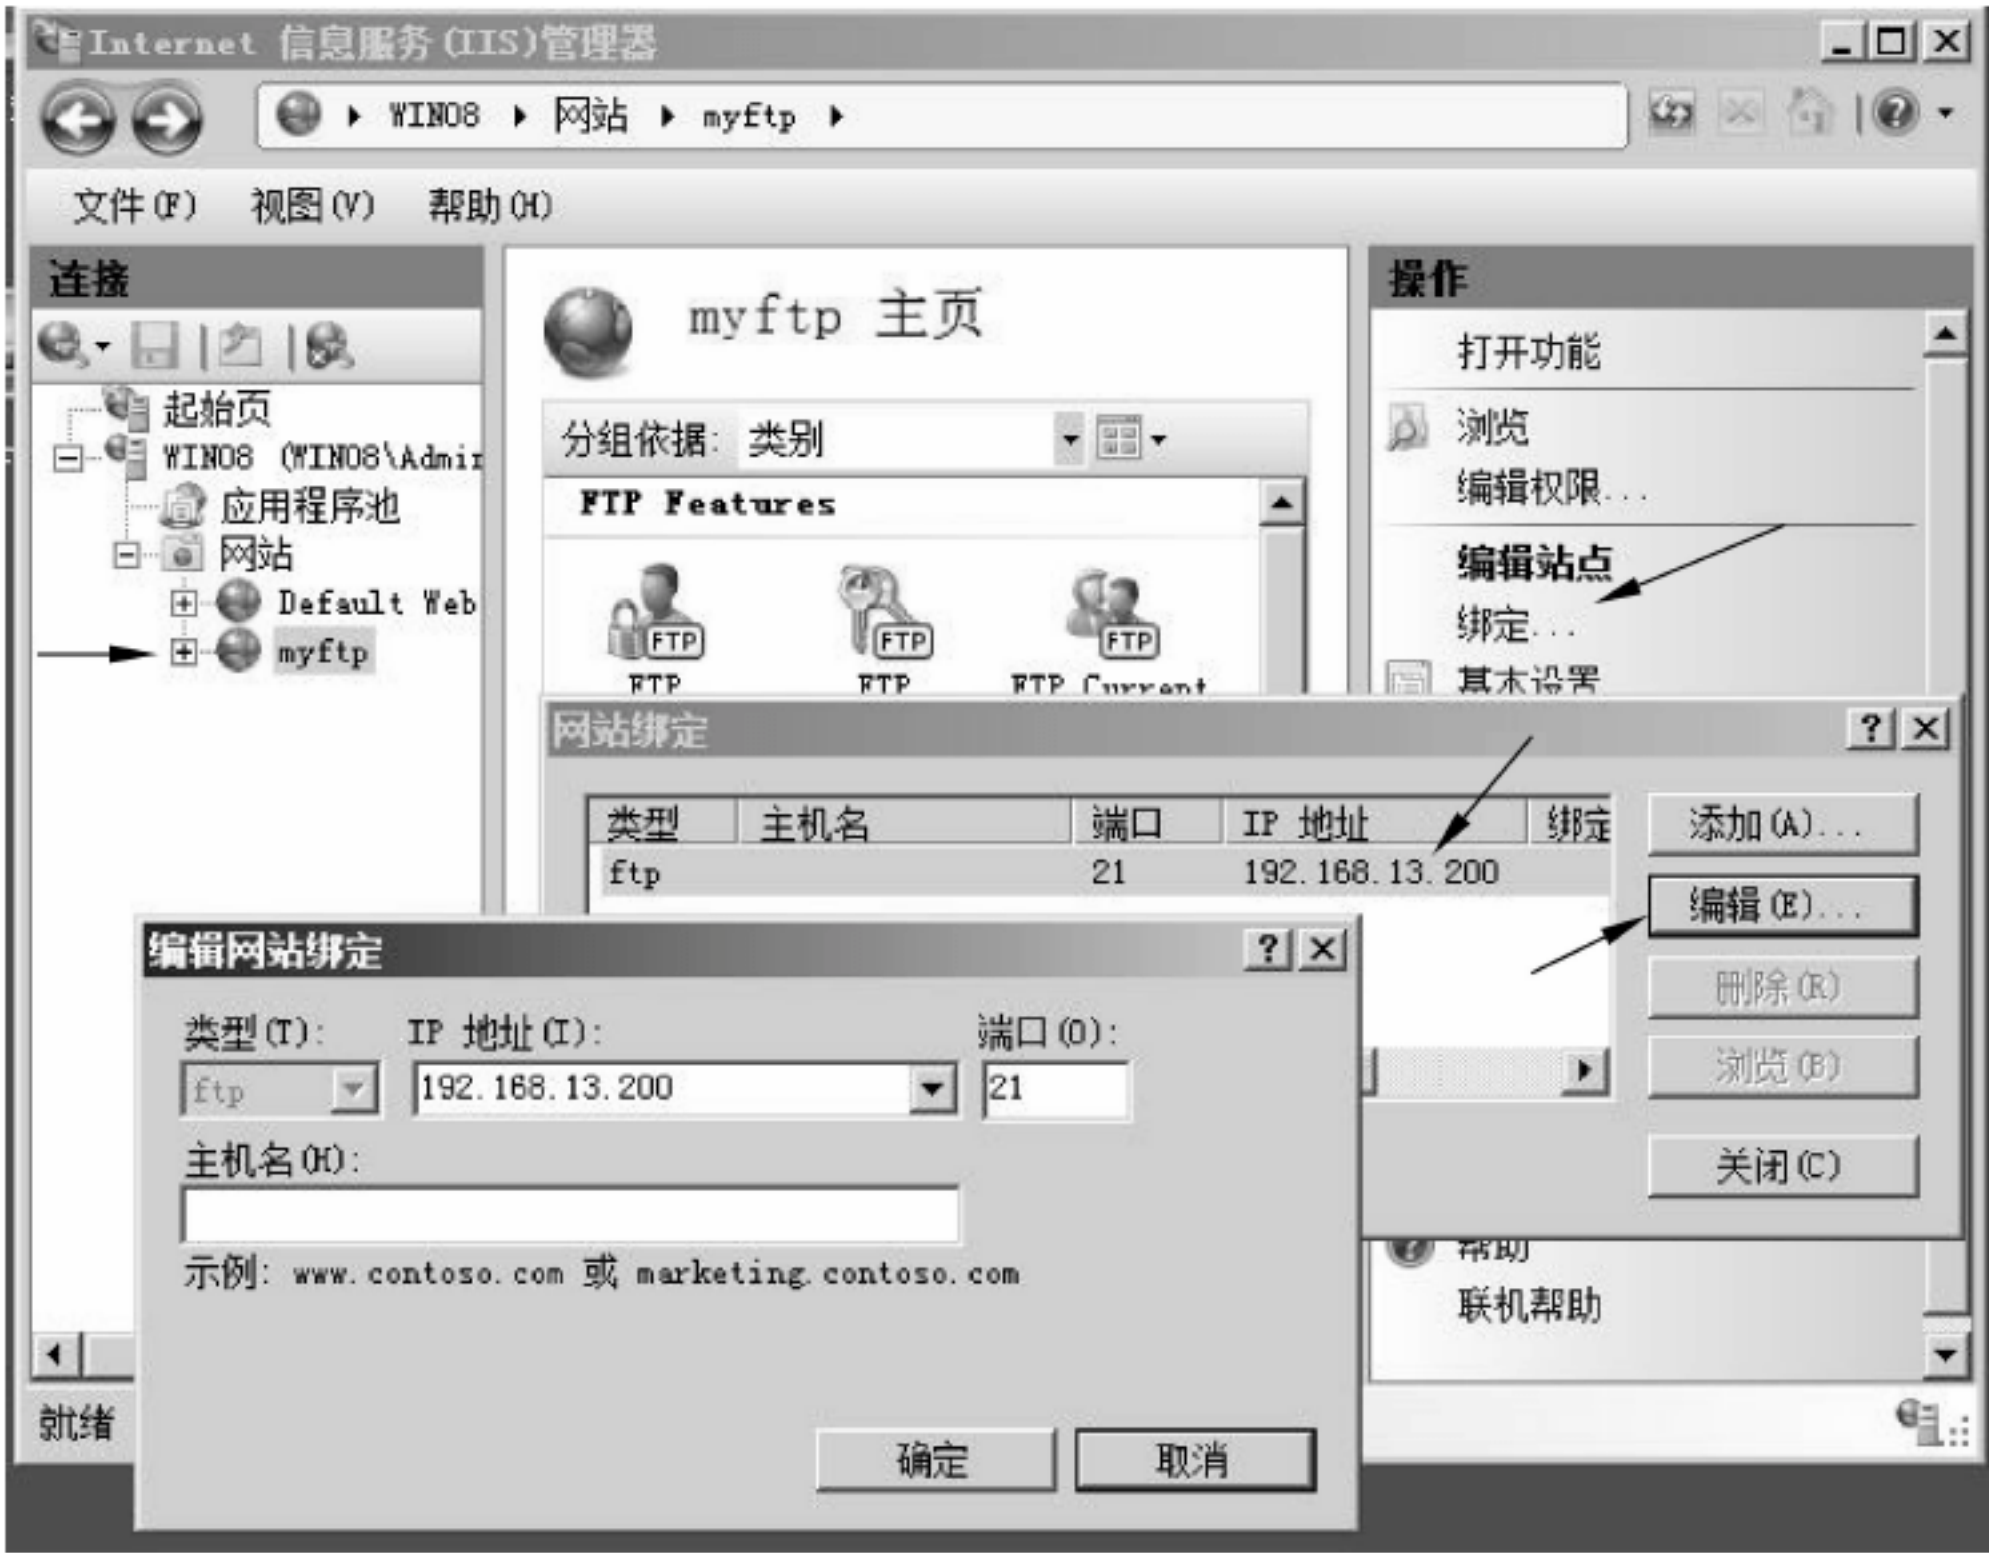 Internet 信息服务(IIS)管理器
WIN08 网站 myftp
文件(F) 视图(V) 帮助(H)
连接
起始页
WIN08 (WIN08\Admin
应用程序池
网站
Default Web
myftp
myftp 主页
分组依据: 类别
FTP Features
FTP FTP FTP
FTP FTP FTP Current
操作
打开功能
浏览
编辑权限...
编辑站点
绑定...
基本设置
网站绑定
类型 主机名 端口 IP 地址 绑定
ftp 21 192.168.13.200
添加(A)...
编辑(E)...
删除(R)
浏览(B)
关闭(C)
编辑网站绑定
类型(T): IP 地址(I): 端口(O):
ftp 192.168.13.200 21
主机名(H):
示例: www.contoso.com 或 marketing.contoso.com
确定 取消
帮助
联机帮助
就绪